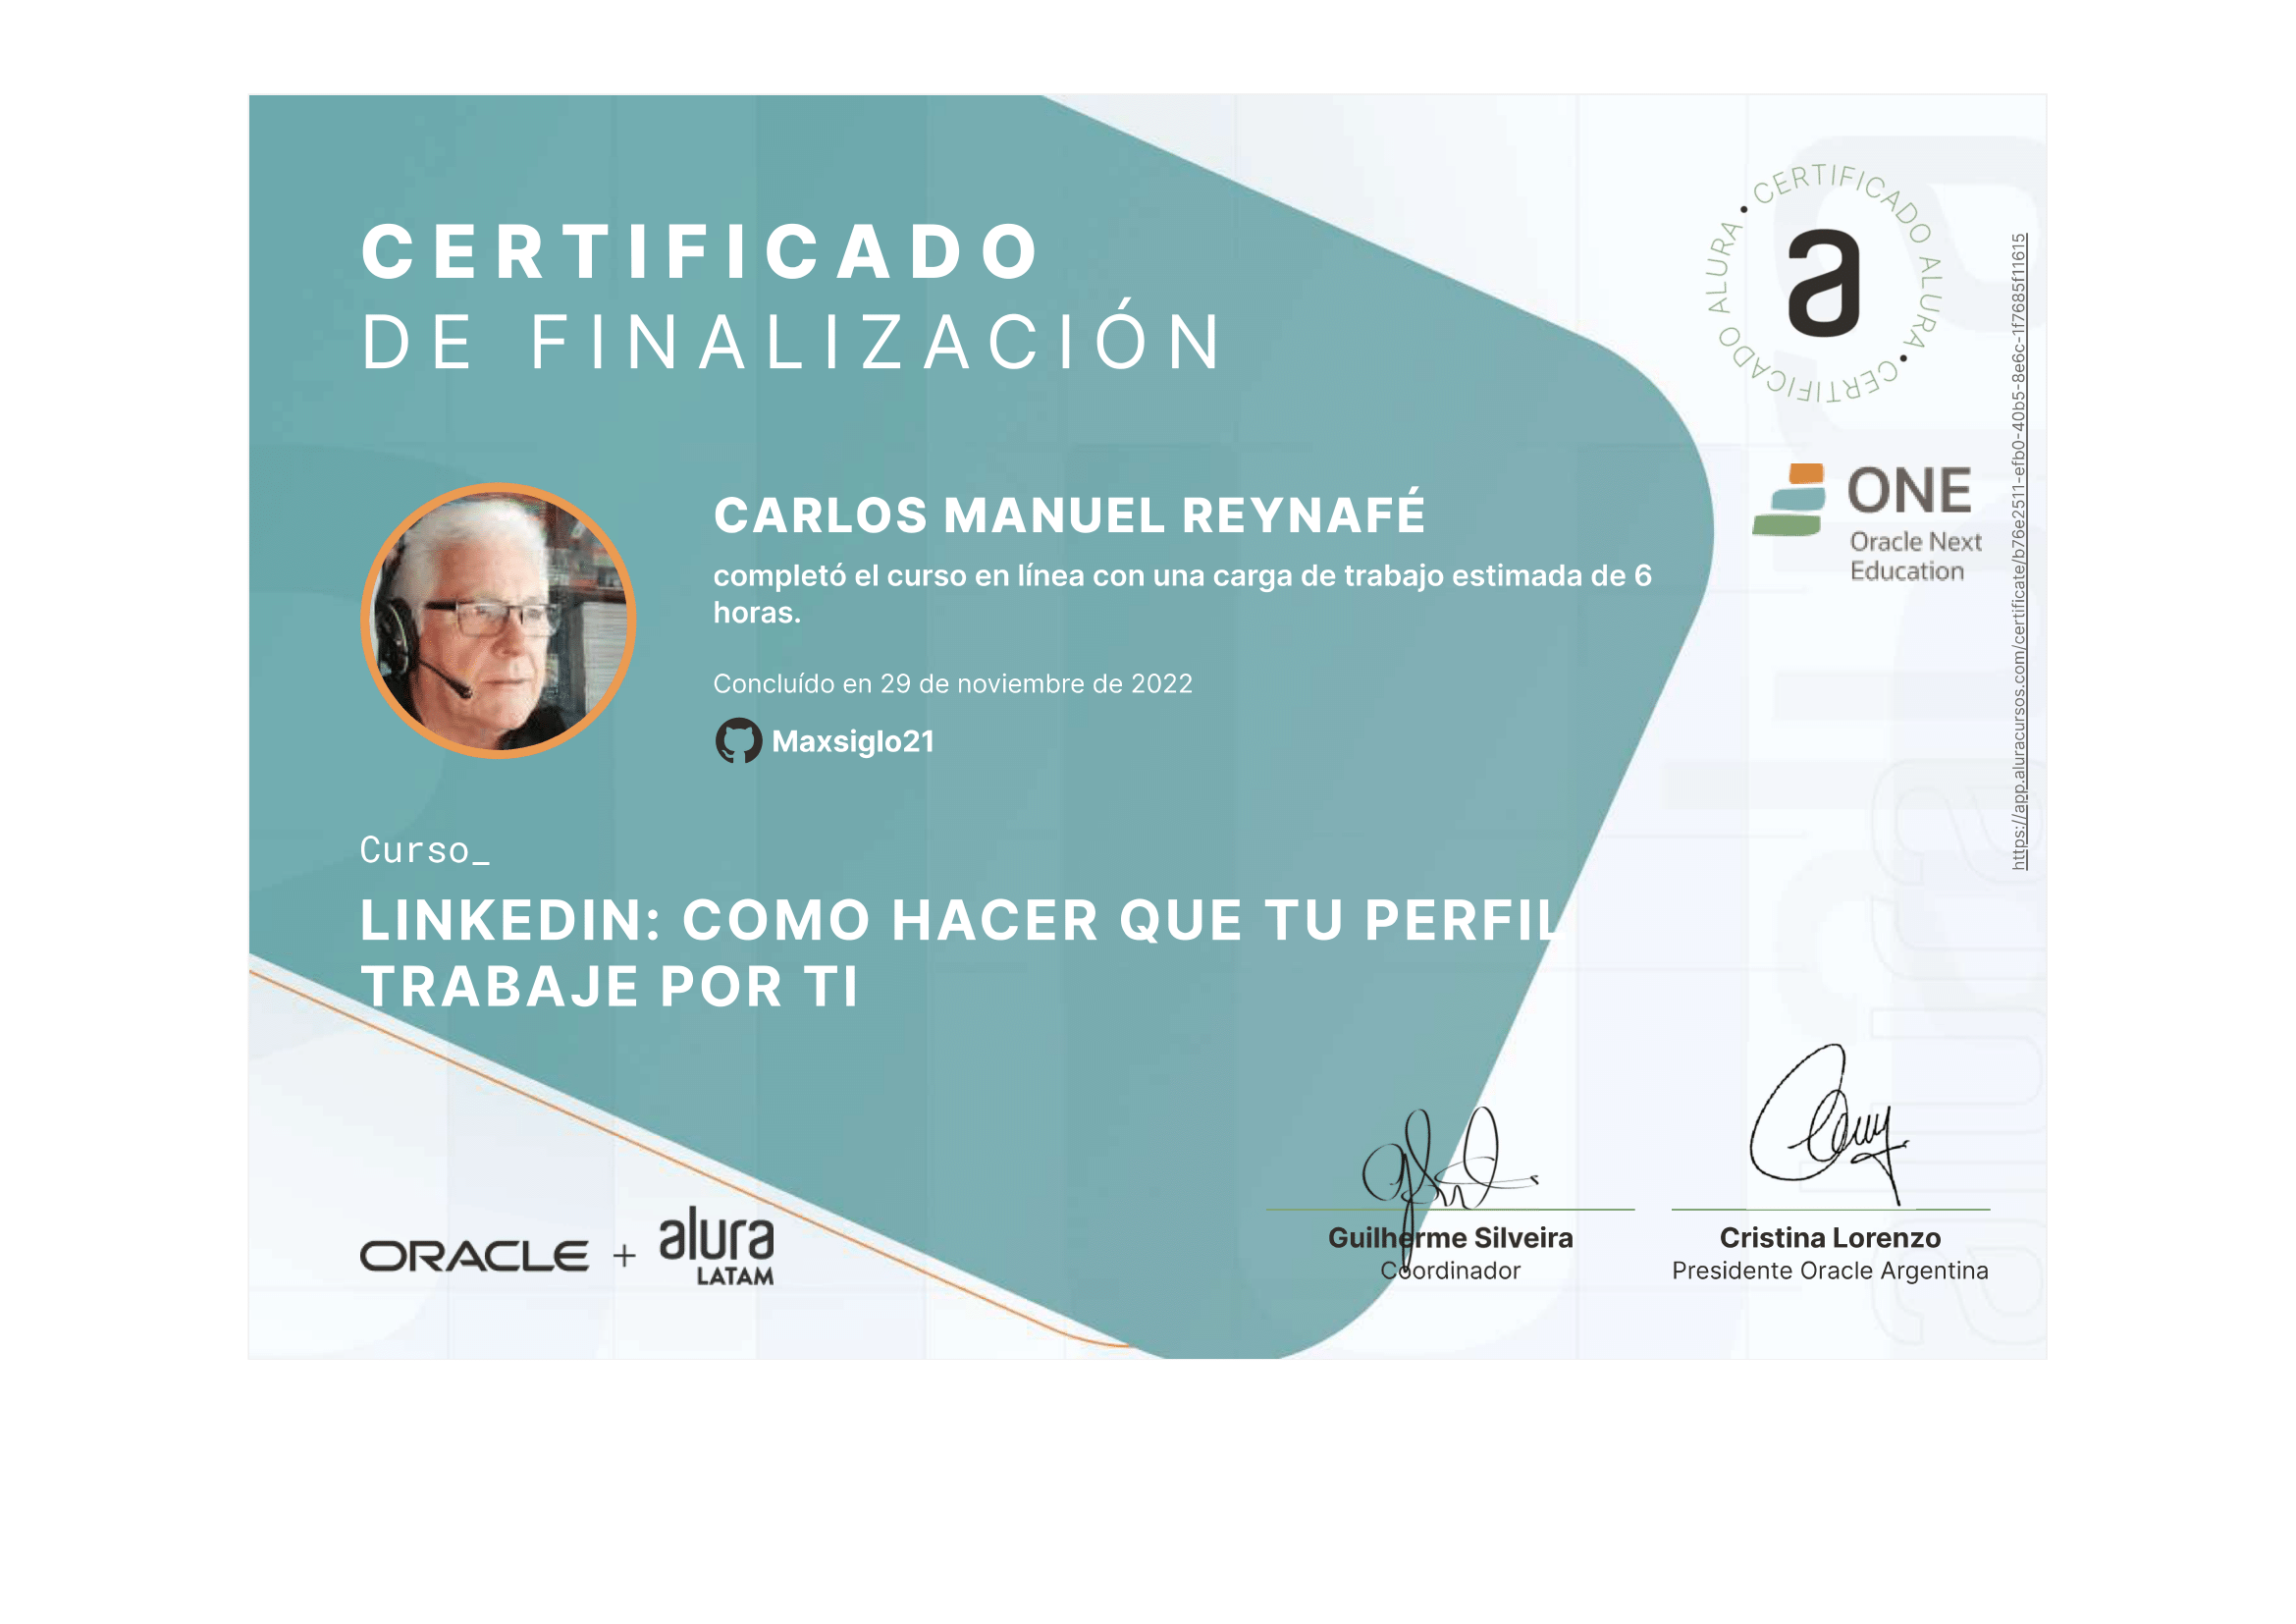 CERTIFICADO
DE FINALIZACIÓN
CERTIFICADO ALURA • CERTIFICADO ALURA •
a
ONE
Oracle Next
Education
CARLOS MANUEL REYNAFÉ
completó el curso en línea con una carga de trabajo estimada de 6
horas.
Concluído en 29 de noviembre de 2022
Maxsiglo21
Curso_
LINKEDIN: COMO HACER QUE TU PERFIL
TRABAJE POR TI
https://app.aluracursos.com/certificate/b76e2511-efb0-40b5-8e6c-1f7685f11615
ORACLE + alura
LATAM
Guilherme Silveira
Coordinador
Cristina Lorenzo
Presidente Oracle Argentina
alura